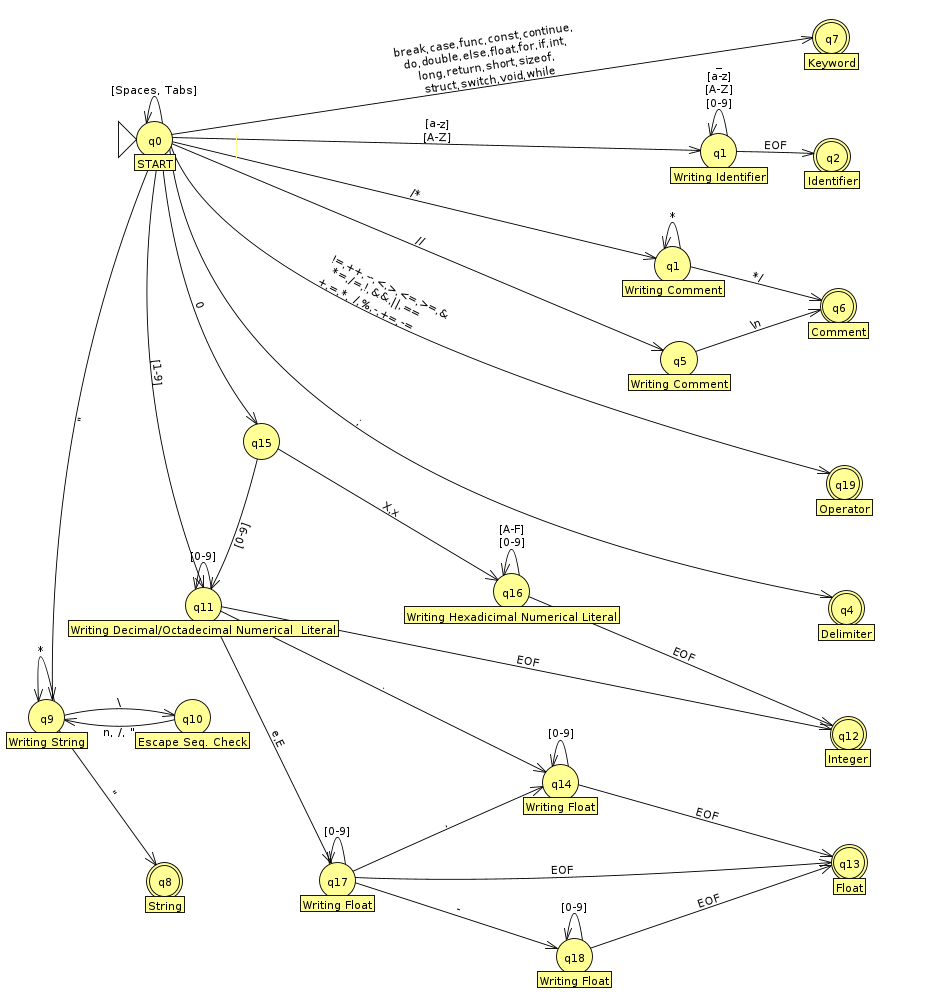 break,case,func,const,continue,
do,double,else,float,for,if,int,
long,return,short,sizeof,
struct,switch,void,while
q7
Keyword
[Spaces, Tabs]
q0
START
[a-z]
[A-Z]
_
[a-z]
[A-Z]
[0-9]
q1
Writing Identifier
EOF
q2
Identifier
/*
*
q1
Writing Comment
*/
q6
Comment
//
q5
Writing Comment
\n
!=,++,-,<,>,<=,>=,&
*=,/=,!,&&,||,==
+,=,*, /,%,-,+=,-=
q19
Operator
0
[1-9]
"
q15
[0-9]
X,x
;
q4
Delimiter
[0-9]
q11
Writing Decimal/Octadecimal Numerical Literal
[A-F]
[0-9]
q16
Writing Hexadicimal Numerical Literal
EOF
EOF
q12
Integer
*
q9
Writing String
\
n, /, "
q10
Escape Seq. Check
"
q8
String
e,E
.
[0-9]
q14
Writing Float
EOF
[0-9]
q17
Writing Float
.
EOF
q13
Float
-
[0-9]
q18
Writing Float
EOF